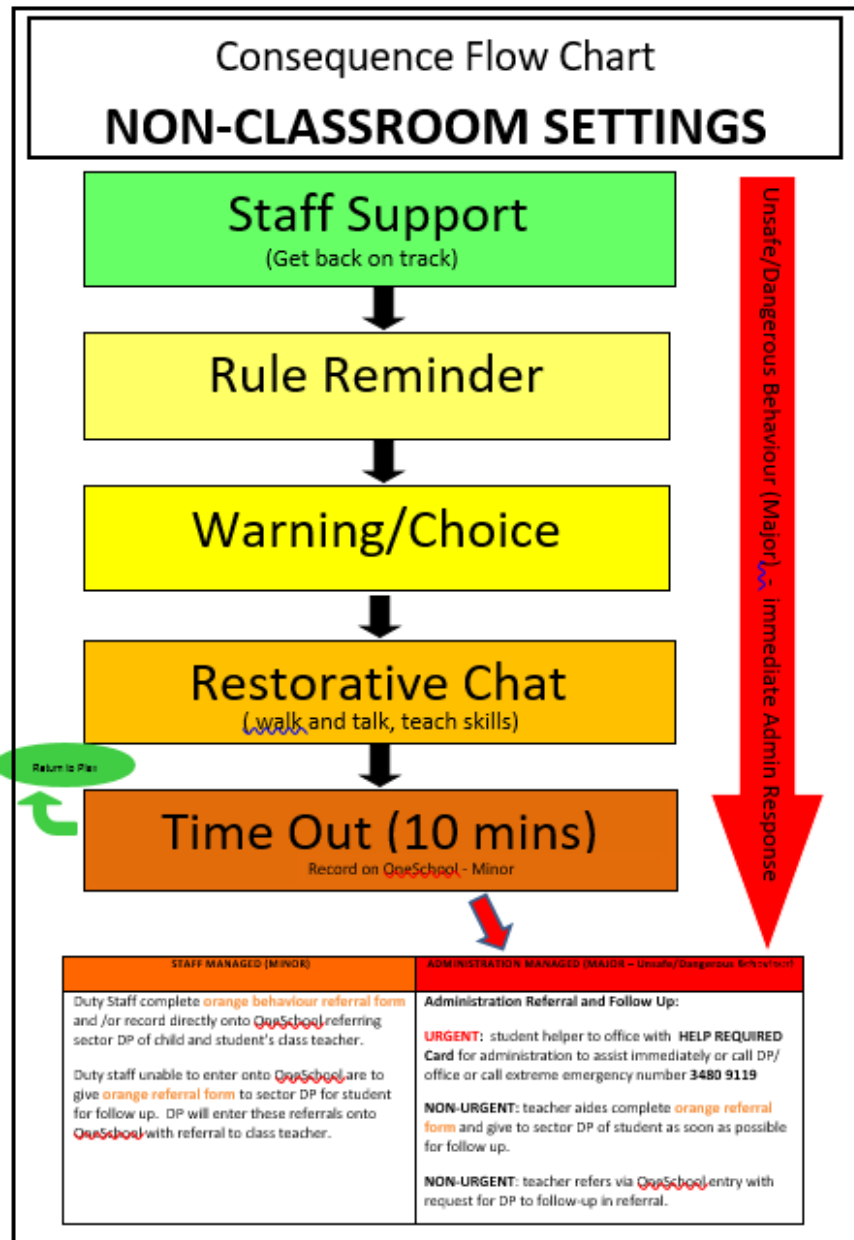 Consequence Flow Chart
NON-CLASSROOM SETTINGS
Staff Support
(Get back on track)
Rule Reminder
Warning/Choice
Restorative Chat
( walk and talk, teach skills)
Return to Play
Time Out (10 mins)
Record on OneSchool - Minor
Unsafe/Dangerous Behaviour (Major) - immediate Admin Response
STAFF MANAGED (MINOR)
Duty Staff complete orange behaviour referral form
and /or record directly onto OneSchool referring
sector DP of child and student's class teacher.
Duty staff unable to enter onto OneSchool are to
give orange referral form to sector DP for student
for follow up. DP will enter these referrals onto
OneSchool with referral to class teacher.
ADMINISTRATION MANAGED (MAJOR – Unsafe/Dangerous Behaviour)
Administration Referral and Follow Up:
URGENT: student helper to office with HELP REQUIRED
Card for administration to assist immediately or call DP/
office or call extreme emergency number 3480 9119
NON-URGENT: teacher aides complete orange referral
form and give to sector DP of student as soon as possible
for follow up.
NON-URGENT: teacher refers via OneSchool entry with
request for DP to follow-up in referral.